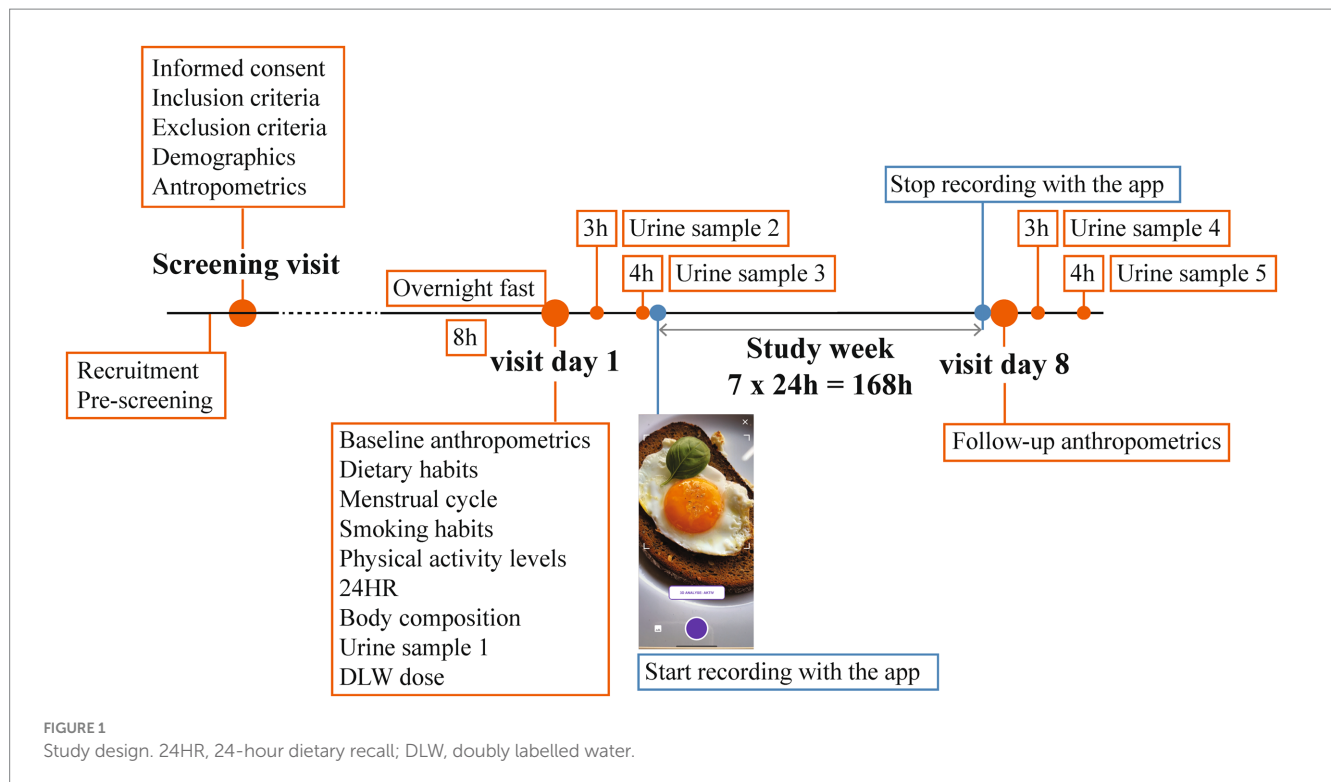 Informed consent
Inclusion criteria
Exclusion criteria
Demographics
Antropometrics
Screening visit
Recruitment
Pre-screening
Overnight fast
8h
visit day 1
3h
Urine sample 2
4h
Urine sample 3
Baseline anthropometrics
Dietary habits
Menstrual cycle
Smoking habits
Physical activity levels
24HR
Body composition
Urine sample 1
DLW dose
Study week
7 x 24h = 168h
Start recording with the app
Stop recording with the app
visit day 8
3h
Urine sample 4
4h
Urine sample 5
Follow-up anthropometrics
FIGURE 1
Study design. 24HR, 24-hour dietary recall; DLW, doubly labelled water.